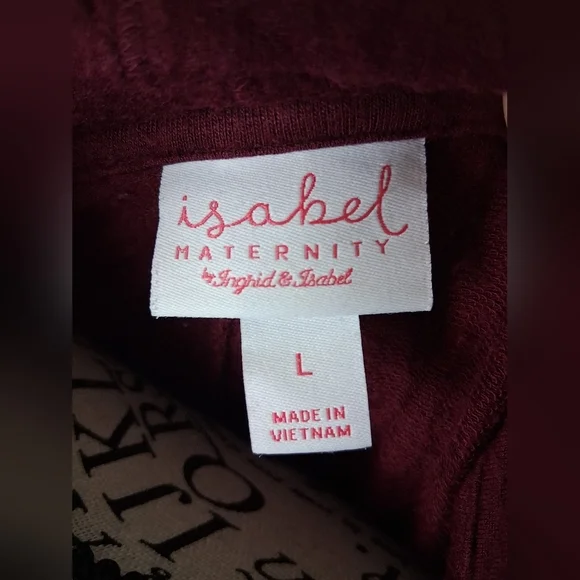 isabel
MATERNITY
by Ingrid & Isabel
L
MADE IN
VIETNAM